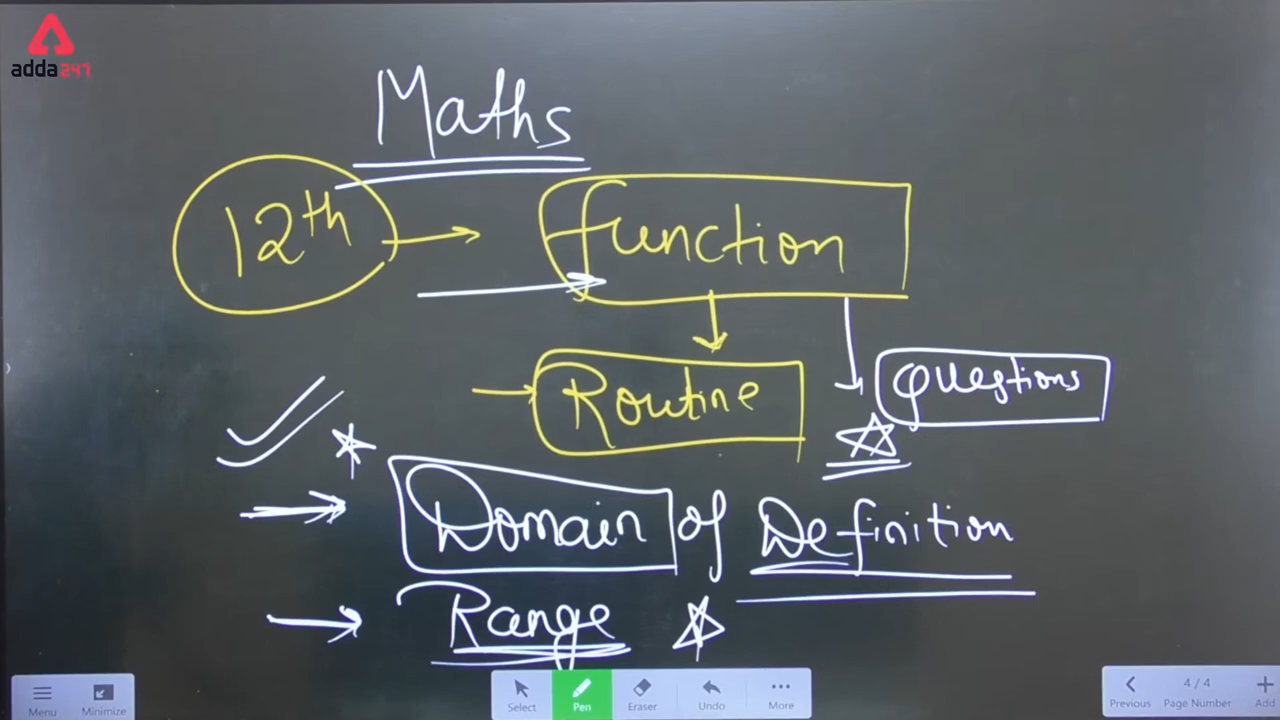 adda247
Maths
12th
function
Routine
Questions
Domain of Definition
Range
Menu
Minimize
Select
Pen
Eraser
Undo
More
Previous
4 / 4
Page Number
Add